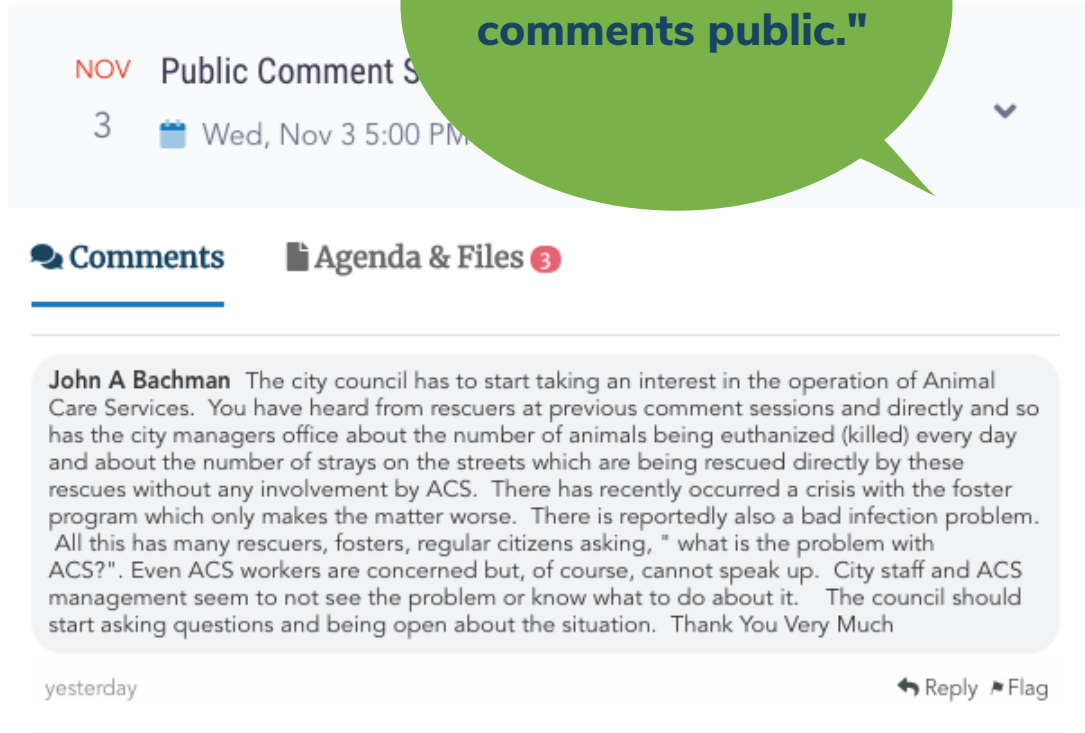 comments public."
NOV Public Comment S
3 Wed, Nov 3 5:00 PM
Comments Agenda & Files 3
John A Bachman The city council has to start taking an interest in the operation of Animal
Care Services. You have heard from rescuers at previous comment sessions and directly and so
has the city managers office about the number of animals being euthanized (killed) every day
and about the number of strays on the streets which are being rescued directly by these
rescues without any involvement by ACS. There has recently occurred a crisis with the foster
program which only makes the matter worse. There is reportedly also a bad infection problem.
All this has many rescuers, fosters, regular citizens asking, " what is the problem with
ACS?". Even ACS workers are concerned but, of course, cannot speak up. City staff and ACS
management seem to not see the problem or know what to do about it. The council should
start asking questions and being open about the situation. Thank You Very Much
yesterday Reply Flag